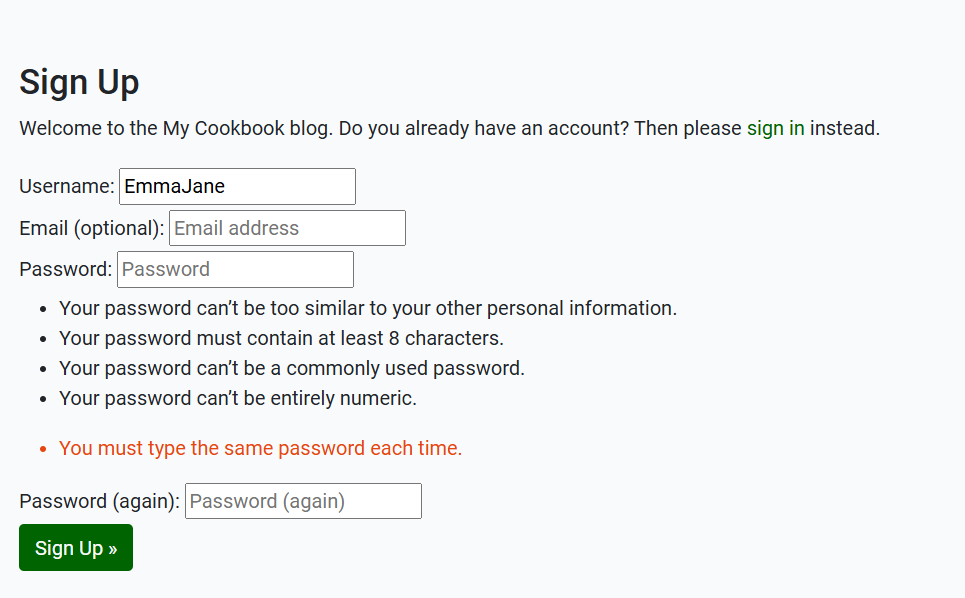 Sign Up
Welcome to the My Cookbook blog. Do you already have an account? Then please sign in instead.
Username: EmmaJane
Email (optional): Email address
Password: Password
• Your password can’t be too similar to your other personal information.
• Your password must contain at least 8 characters.
• Your password can’t be a commonly used password.
• Your password can’t be entirely numeric.
• You must type the same password each time.
Password (again): Password (again)
Sign Up »